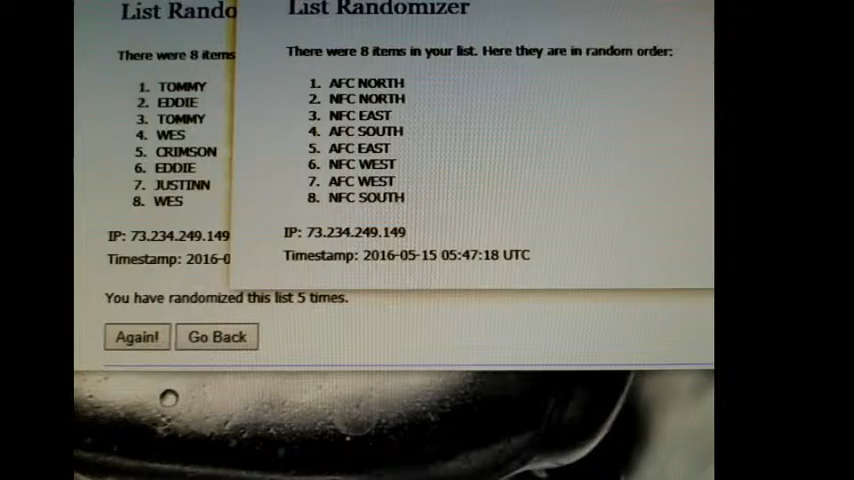 List Rando
There were 8 items
1. TOMMY
2. EDDIE
3. TOMMY
4. WES
5. CRIMSON
6. EDDIE
7. JUSTINN
8. WES
IP: 73.234.249.149
Timestamp: 2016-0
You have randomized this list 5 times.
Again! Go Back
List Randomizer
There were 8 items in your list. Here they are in random order:
1. AFC NORTH
2. NFC NORTH
3. NFC EAST
4. AFC SOUTH
5. AFC EAST
6. NFC WEST
7. AFC WEST
8. NFC SOUTH
IP: 73.234.249.149
Timestamp: 2016-05-15 05:47:18 UTC